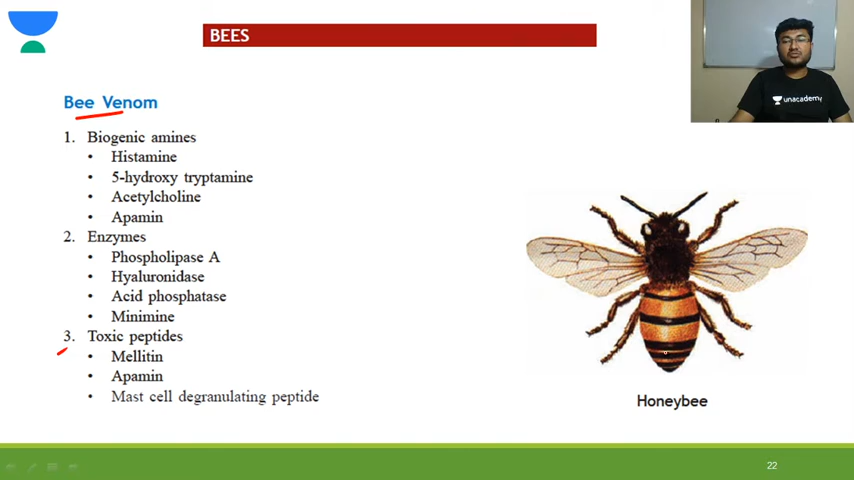 BEES
unacademy
Bee Venom
1. Biogenic amines
• Histamine
• 5-hydroxy tryptamine
• Acetylcholine
• Apamin
2. Enzymes
• Phospholipase A
• Hyaluronidase
• Acid phosphatase
• Minimine
3. Toxic peptides
• Mellitin
• Apamin
• Mast cell degranulating peptide
Honeybee
22